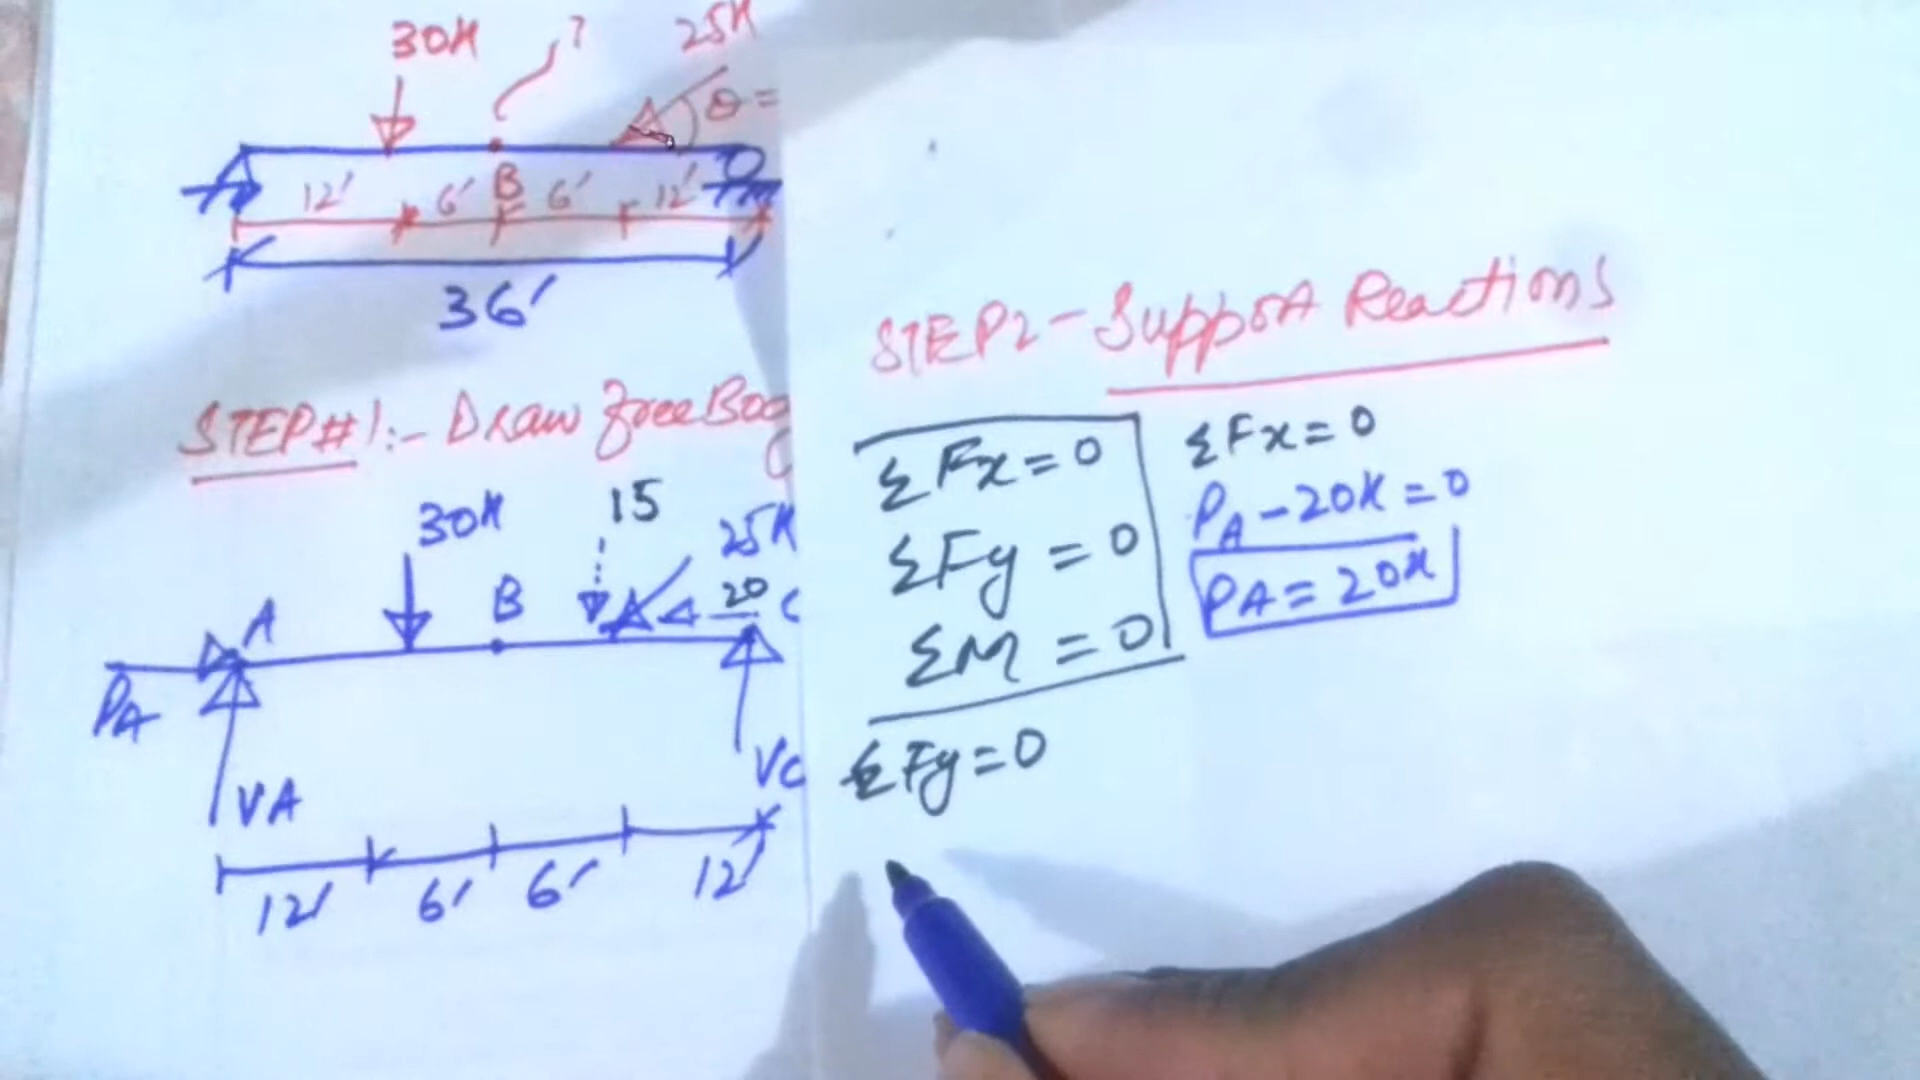 30K
?
25K
θ =
12' 6' B 6' 12'
36'
STEP#1:- Draw free Bod
30K
15
25K
20
A
B
C
PA
VA
VC
12' 6' 6' 12'
STEP2- Support Reactions
ΣFx=0
ΣFy=0
ΣM=0
ΣFx=0
PA-20K=0
PA=20K
ΣFy=0